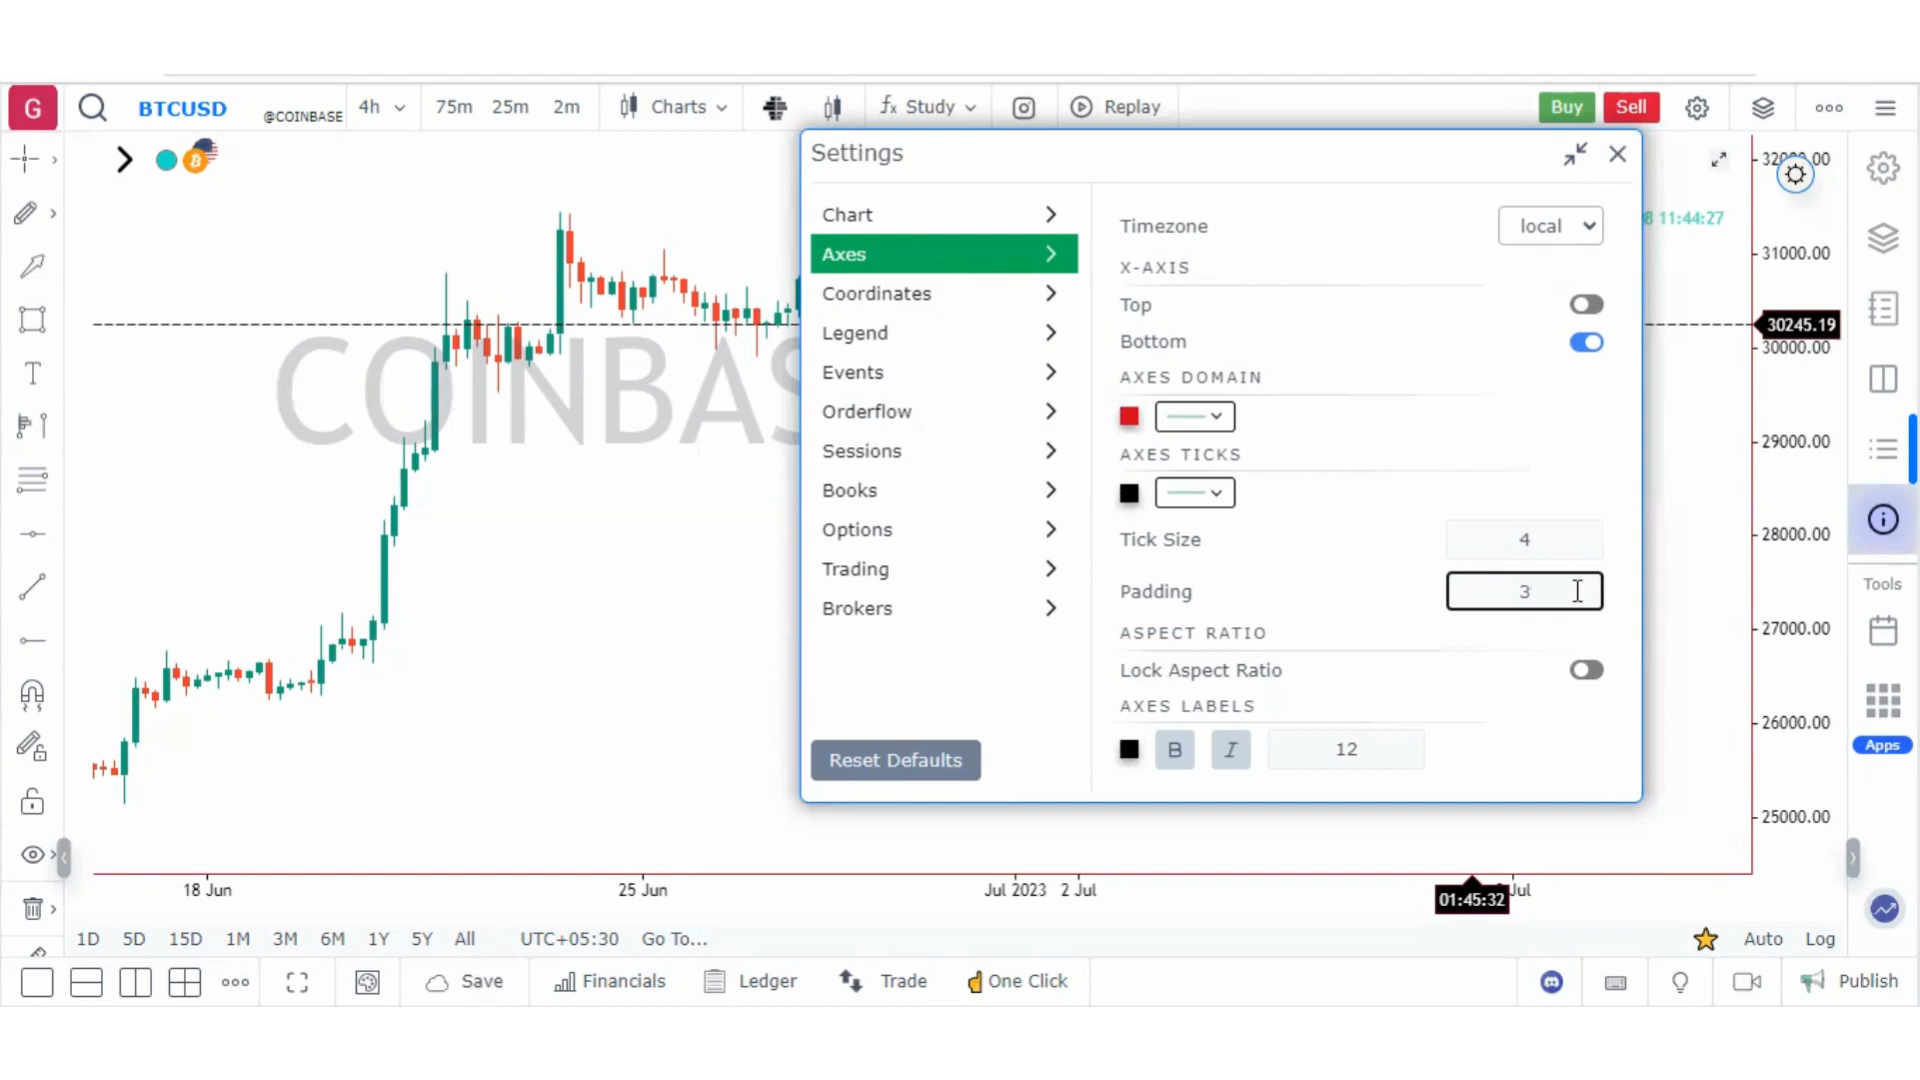 G
BTCUSD @COINBASE
4h
75m 25m 2m
Charts
fx Study
Replay
Buy
Sell
Settings
Chart
Axes
Coordinates
Legend
Events
Orderflow
Sessions
Books
Options
Trading
Brokers
Reset Defaults
Timezone
local
X-AXIS
Top
Bottom
AXES DOMAIN
AXES TICKS
Tick Size
4
Padding
3
ASPECT RATIO
Lock Aspect Ratio
AXES LABELS
B I 12
11:44:27
31000.00
30245.19
30000.00
29000.00
28000.00
27000.00
26000.00
25000.00
Tools
Apps
18 Jun
25 Jun
Jul 2023
2 Jul
01:45:32
Jul
1D 5D 15D 1M 3M 6M 1Y 5Y All
UTC+05:30
Go To...
Auto
Log
Save
Financials
Ledger
Trade
One Click
Publish